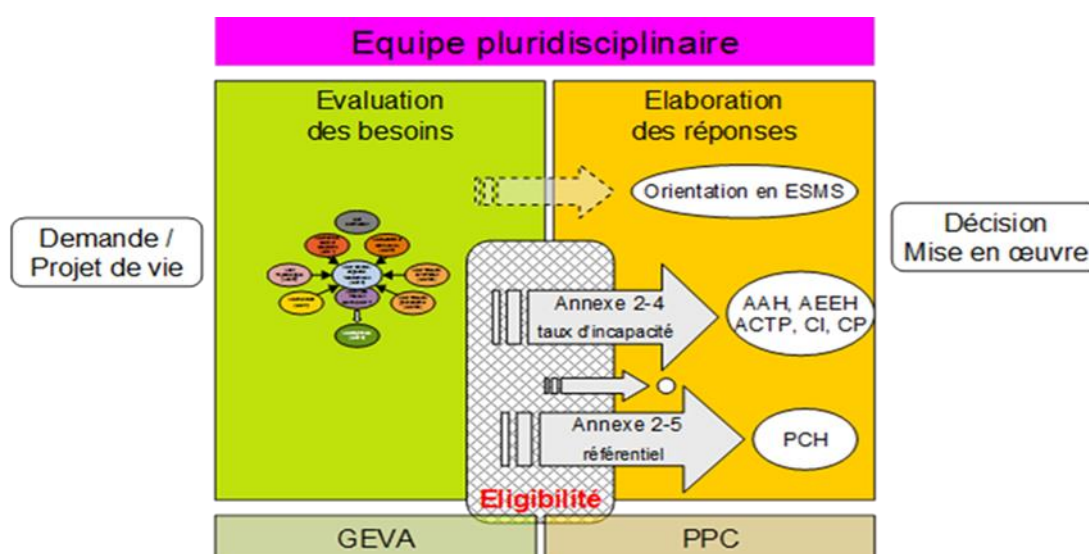 Equipe pluridisciplinaire
Evaluation
des besoins
Elaboration
des réponses
Orientation en ESMS
Demande /
Projet de vie
Décision
Mise en œuvre
Annexe 2-4
taux d'incapacité
AAH, AEEH
ACTP, CI, CP
Annexe 2-5
référentiel
PCH
Eligibilité
GEVA
PPC